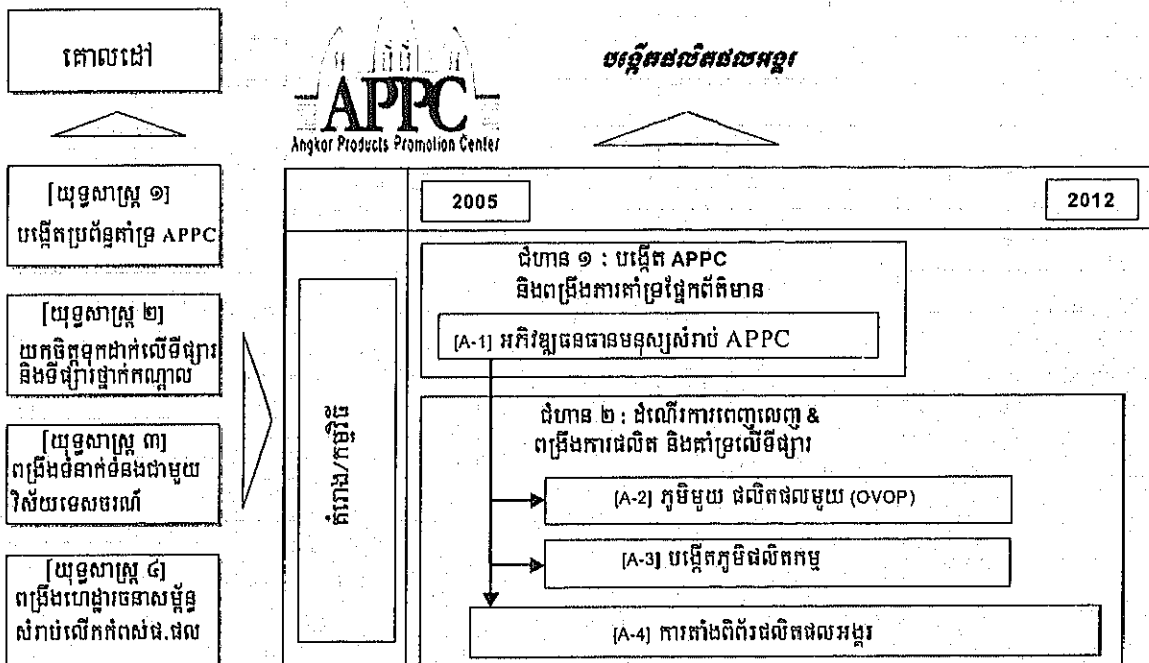 គោលដៅ
APPC
Angkor Products Promotion Center
បង្កើតផលិតផលអង្គរ
[យុទ្ធសាស្ត្រ ១]
បង្កើតប្រព័ន្ធគាំទ្រ APPC
[យុទ្ធសាស្ត្រ ២]
យកចិត្តទុកដាក់លើទីផ្សារ
និងទីផ្សារថ្នាក់កណ្តាល
[យុទ្ធសាស្ត្រ ៣]
ពង្រឹងទំនាក់ទំនងជាមួយ
វិស័យទេសចរណ៍
[យុទ្ធសាស្ត្រ ៤]
ពង្រឹងហេដ្ឋារចនាសម្ព័ន្ធ
សំរាប់លើកកំពស់ផ.ផល
គំរោង/កម្មវិធី
2005
2012
ជំហាន ១ : បង្កើត APPC
និងពង្រឹងការគាំទ្រផ្នែកព័ត៌មាន
[A-1] អភិវឌ្ឍធនធានមនុស្សសំរាប់ APPC
ជំហាន ២ : ដំណើរការពេញលេញ &
ពង្រឹងការផលិត និងគាំទ្រលើទីផ្សារ
[A-2] ភូមិមួយ ផលិតផលមួយ (OVOP)
[A-3] បង្កើតភូមិផលិតកម្ម
[A-4] ការតាំងពិព័រផលិតផលអង្គរ